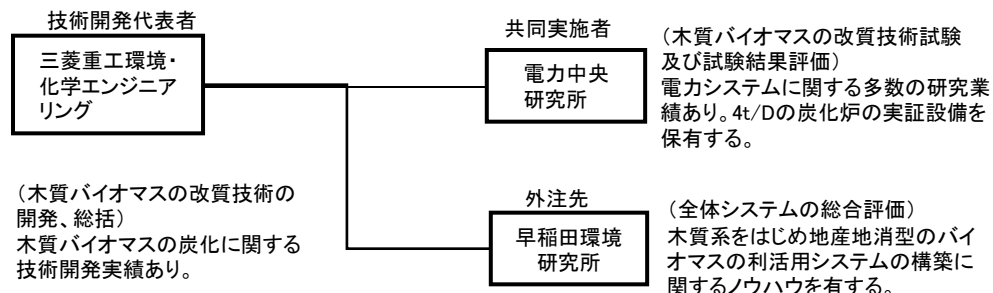 技術開発代表者
三菱重工環境・
化学エンジニア
リング
(木質バイオマスの改質技術の
開発、総括)
木質バイオマスの炭化に関する
技術開発実績あり。
共同実施者
電力中央
研究所
(木質バイオマスの改質技術試験
及び試験結果評価)
電力システムに関する多数の研究業
績あり。4t/Dの炭化炉の実証設備を
保有する。
外注先
早稲田環境
研究所
(全体システムの総合評価)
木質系をはじめ地産地消型のバイ
オマスの利活用システムの構築に
関するノウハウを有する。